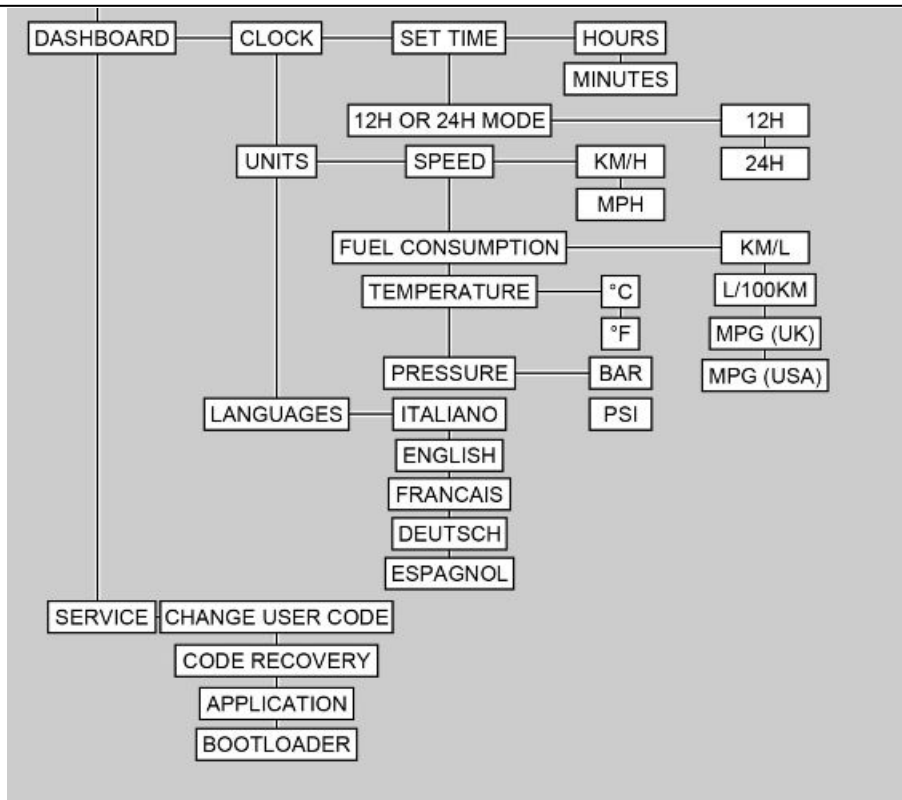 DASHBOARD CLOCK SET TIME HOURS
MINUTES
12H OR 24H MODE 12H
UNITS SPEED KM/H 24H
MPH
FUEL CONSUMPTION KM/L
TEMPERATURE °C L/100KM
°F MPG (UK)
PRESSURE BAR MPG (USA)
LANGUAGES ITALIANO PSI
ENGLISH
FRANCAIS
DEUTSCH
ESPAGNOL
SERVICE CHANGE USER CODE
CODE RECOVERY
APPLICATION
BOOTLOADER